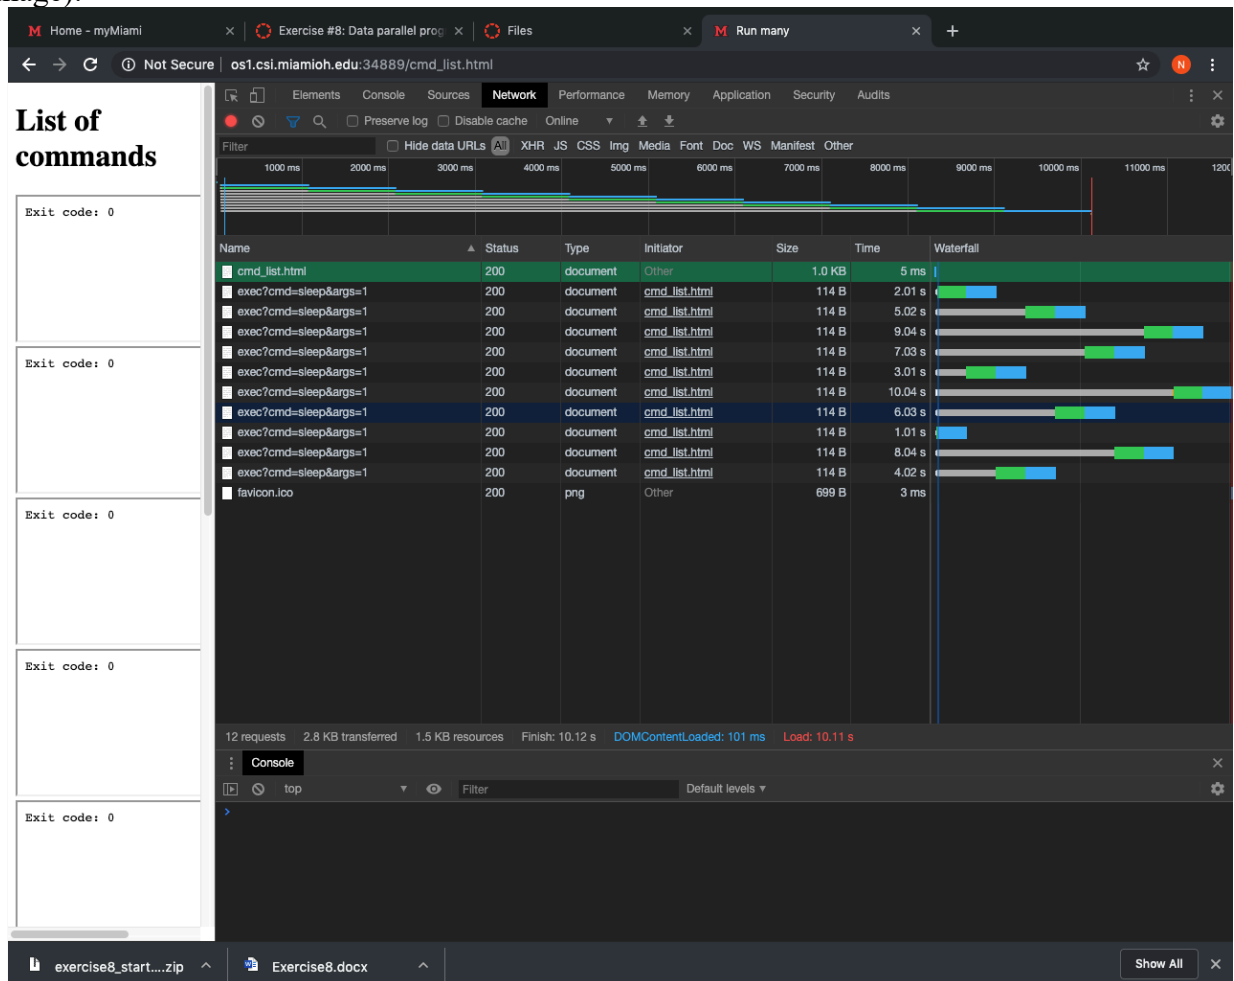 mage).
M Home - myMiami × Exercise #8: Data parallel prog × Files × M Run many × +
Not Secure | os1.csi.miamioh.edu:34889/cmd_list.html N
List of
commands
Exit code: 0
Exit code: 0
Exit code: 0
Exit code: 0
Exit code: 0
Elements Console Sources Network Performance Memory Application Security Audits
Preserve log Disable cache Online
Filter Hide data URLs All XHR JS CSS Img Media Font Doc WS Manifest Other
1000 ms 2000 ms 3000 ms 4000 ms 5000 ms 6000 ms 7000 ms 8000 ms 9000 ms 10000 ms 11000 ms 1200
Name Status Type Initiator Size Time Waterfall
cmd_list.html 200 document Other 1.0 KB 5 ms
exec?cmd=sleep&args=1 200 document cmd_list.html 114 B 2.01 s
exec?cmd=sleep&args=1 200 document cmd_list.html 114 B 5.02 s
exec?cmd=sleep&args=1 200 document cmd_list.html 114 B 9.04 s
exec?cmd=sleep&args=1 200 document cmd_list.html 114 B 7.03 s
exec?cmd=sleep&args=1 200 document cmd_list.html 114 B 3.01 s
exec?cmd=sleep&args=1 200 document cmd_list.html 114 B 10.04 s
exec?cmd=sleep&args=1 200 document cmd_list.html 114 B 6.03 s
exec?cmd=sleep&args=1 200 document cmd_list.html 114 B 1.01 s
exec?cmd=sleep&args=1 200 document cmd_list.html 114 B 8.04 s
exec?cmd=sleep&args=1 200 document cmd_list.html 114 B 4.02 s
favicon.ico 200 png Other 699 B 3 ms
12 requests 2.8 KB transferred 1.5 KB resources Finish: 10.12 s DOMContentLoaded: 101 ms Load: 10.11 s
Console
top Filter Default levels
exercise8_start....zip Exercise8.docx Show All